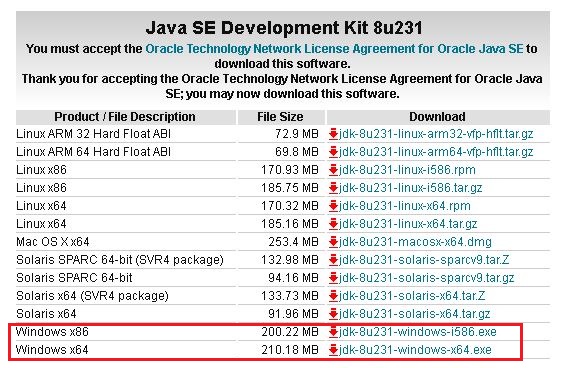 Java SE Development Kit 8u231
You must accept the Oracle Technology Network License Agreement for Oracle Java SE to
download this software.
Thank you for accepting the Oracle Technology Network License Agreement for Oracle Java
SE; you may now download this software.
Product / File Description File Size Download
Linux ARM 32 Hard Float ABI 72.9 MB jdk-8u231-linux-arm32-vfp-hflt.tar.gz
Linux ARM 64 Hard Float ABI 69.8 MB jdk-8u231-linux-arm64-vfp-hflt.tar.gz
Linux x86 170.93 MB jdk-8u231-linux-i586.rpm
Linux x86 185.75 MB jdk-8u231-linux-i586.tar.gz
Linux x64 170.32 MB jdk-8u231-linux-x64.rpm
Linux x64 185.16 MB jdk-8u231-linux-x64.tar.gz
Mac OS X x64 253.4 MB jdk-8u231-macosx-x64.dmg
Solaris SPARC 64-bit (SVR4 package) 132.98 MB jdk-8u231-solaris-sparcv9.tar.Z
Solaris SPARC 64-bit 94.16 MB jdk-8u231-solaris-sparcv9.tar.gz
Solaris x64 (SVR4 package) 133.73 MB jdk-8u231-solaris-x64.tar.Z
Solaris x64 91.96 MB jdk-8u231-solaris-x64.tar.gz
Windows x86 200.22 MB jdk-8u231-windows-i586.exe
Windows x64 210.18 MB jdk-8u231-windows-x64.exe